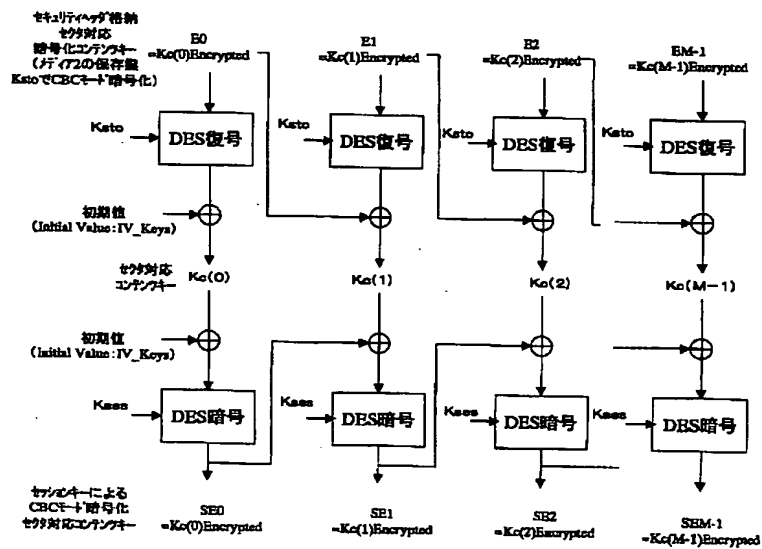 セキュリティヘッダ格納
セクタ対応
暗号化コンテンツキー
(メディア2の保存鍵
KstoでCBCモード暗号化)
E0
=Kc(0)Encrypted
E1
=Kc(1)Encrypted
E2
=Kc(2)Encrypted
EM-1
=Kc(M-1)Encrypted
Ksto
DES復号
Ksto
DES復号
Ksto
DES復号
Ksto
DES復号
初期値
(Initial Value:IV_Keys)
セクタ対応
コンテンツキー
Kc(0)
Kc(1)
Kc(2)
Kc(M-1)
初期値
(Initial Value:IV_Keys)
Kses
DES暗号
Kses
DES暗号
Kses
DES暗号
Kses
DES暗号
セッションキーによる
CBCモード暗号化
セクタ対応コンテンツキー
SE0
=Kc(0)Encrypted
SE1
=Kc(1)Encrypted
SE2
=Kc(2)Encrypted
SEM-1
=Kc(M-1)Encrypted